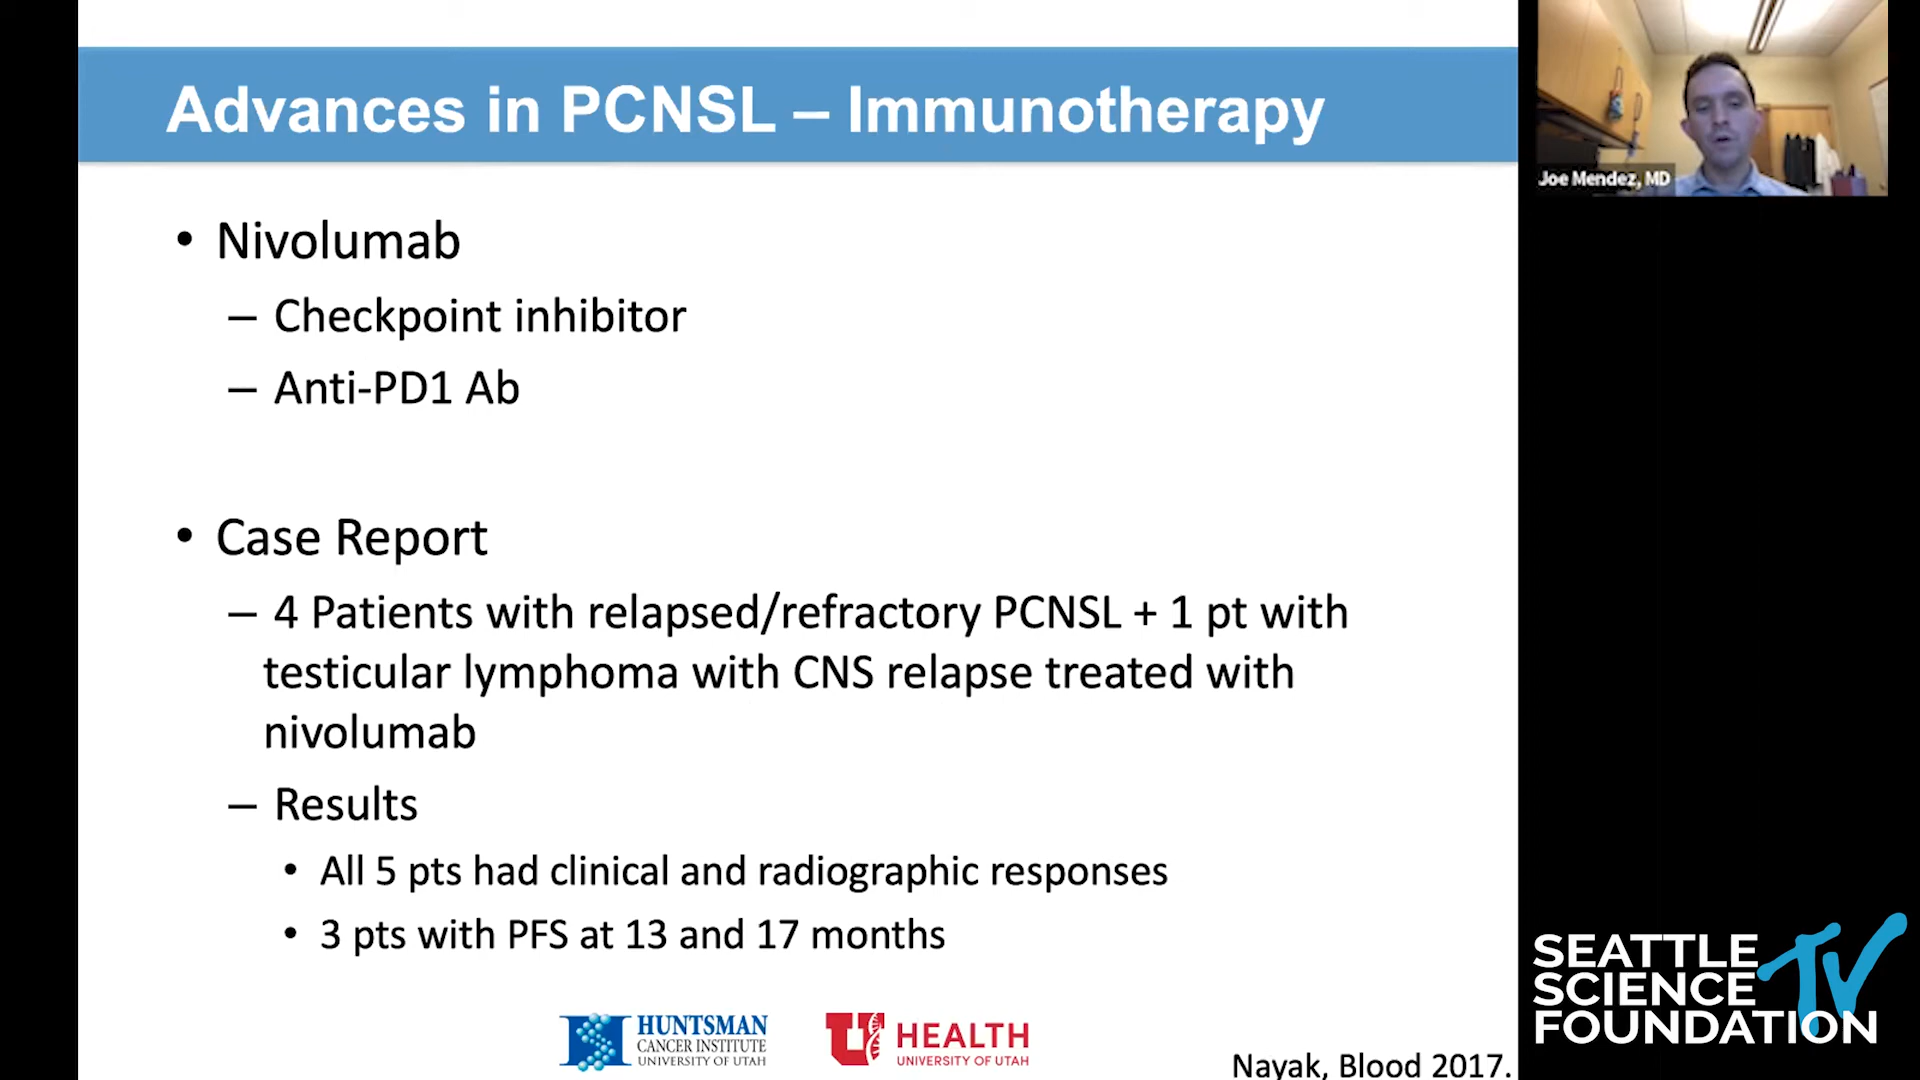 Advances in PCNSL – Immunotherapy
• Nivolumab
– Checkpoint inhibitor
– Anti-PD1 Ab
• Case Report
– 4 Patients with relapsed/refractory PCNSL + 1 pt with
testicular lymphoma with CNS relapse treated with
nivolumab
– Results
• All 5 pts had clinical and radiographic responses
• 3 pts with PFS at 13 and 17 months
HUNTSMAN
CANCER INSTITUTE
UNIVERSITY OF UTAH
U HEALTH
UNIVERSITY OF UTAH
Nayak, Blood 2017.
Joe Mendez, MD
SEATTLE
SCIENCE
FOUNDATION
TV